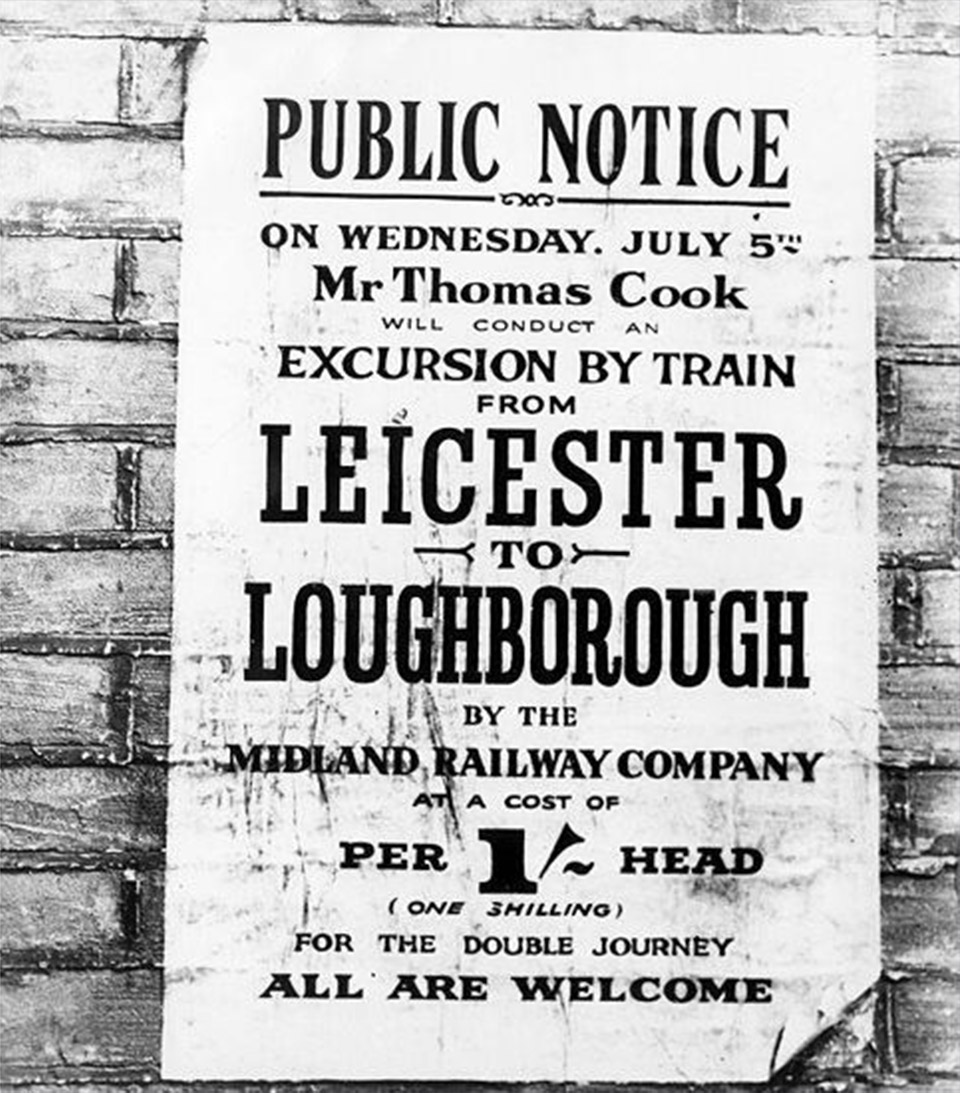 PUBLIC NOTICE
ON WEDNESDAY. JULY 5TH
Mr Thomas Cook
WILL CONDUCT AN
EXCURSION BY TRAIN
FROM
LEICESTER
TO
LOUGHBOROUGH
BY THE
MIDLAND RAILWAY COMPANY
AT A COST OF
PER 1/~ HEAD
(ONE SHILLING)
FOR THE DOUBLE JOURNEY
ALL ARE WELCOME